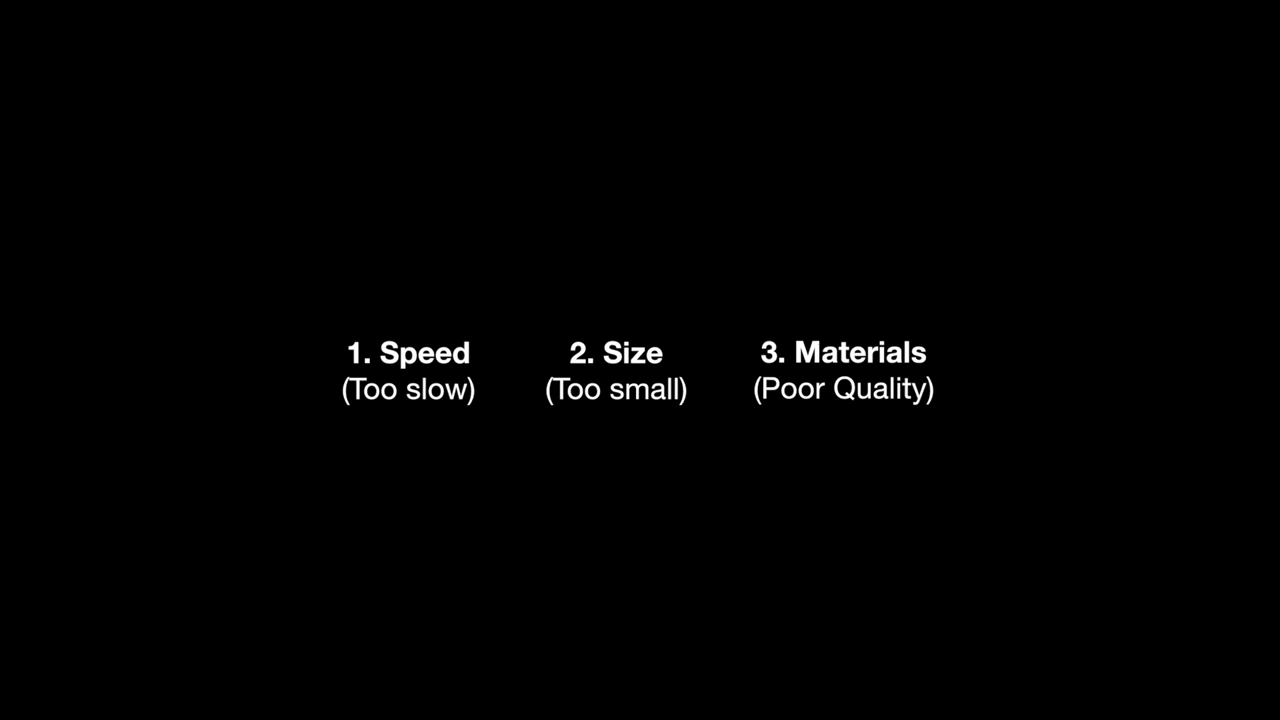 1. Speed
(Too slow)
2. Size
(Too small)
3. Materials
(Poor Quality)